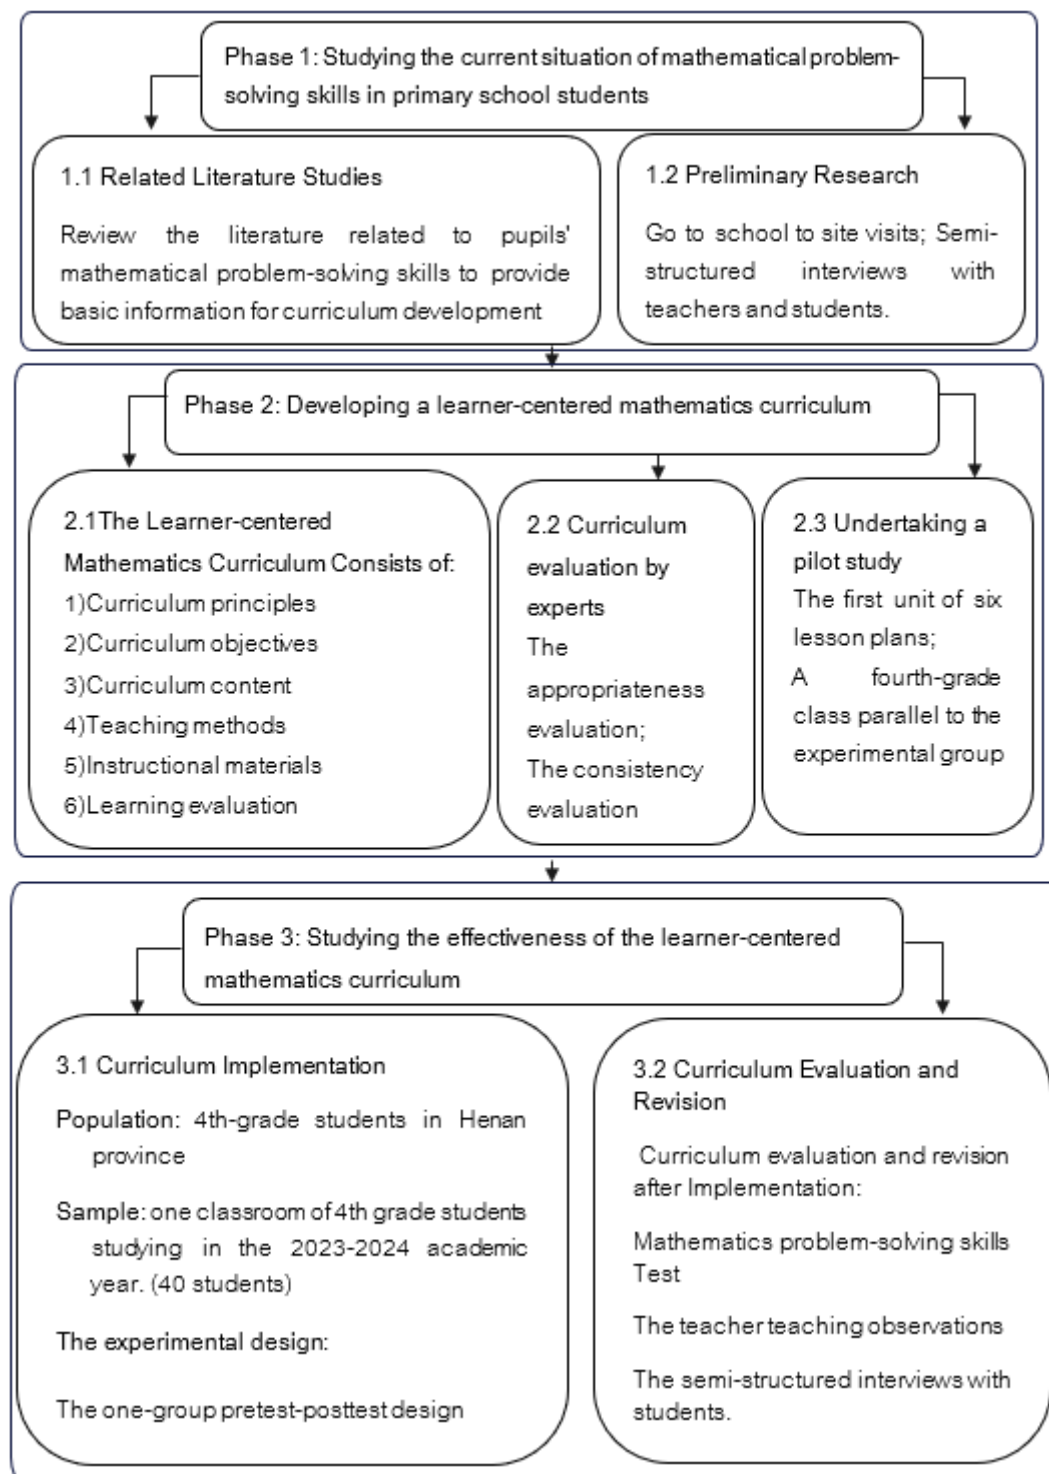 Phase 1: Studying the current situation of mathematical problem-
solving skills in primary school students
1.1 Related Literature Studies
Review the literature related to pupils'
mathematical problem-solving skills to provide
basic information for curriculum development
1.2 Preliminary Research
Go to school to site visits; Semi-
structured interviews with
teachers and students.
Phase 2: Developing a learner-centered mathematics curriculum
2.1The Learner-centered
Mathematics Curriculum Consists of:
1)Curriculum principles
2)Curriculum objectives
3)Curriculum content
4)Teaching methods
5)Instructional materials
6)Learning evaluation
2.2 Curriculum
evaluation by
experts
The
appropriateness
evaluation;
The consistency
evaluation
2.3 Undertaking a
pilot study
The first unit of six
lesson plans;
A fourth-grade
class parallel to the
experimental group
Phase 3: Studying the effectiveness of the learner-centered
mathematics curriculum
3.1 Curriculum Implementation
Population: 4th-grade students in Henan
province
Sample: one classroom of 4th grade students
studying in the 2023-2024 academic
year. (40 students)
The experimental design:
The one-group pretest-posttest design
3.2 Curriculum Evaluation and
Revision
Curriculum evaluation and revision
after Implementation:
Mathematics problem-solving skills
Test
The teacher teaching observations
The semi-structured interviews with
students.